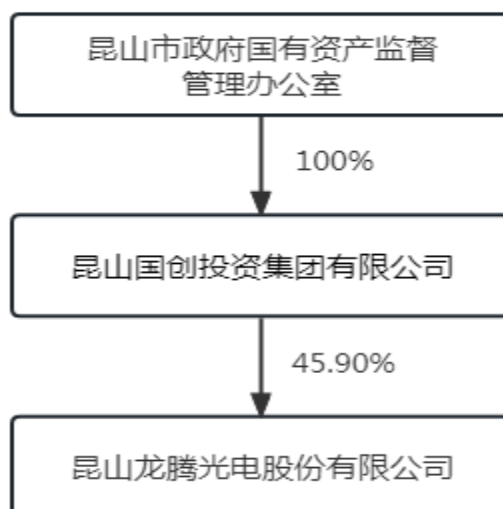 昆山市政府国有资产监督
管理办公室
100%
昆山国创投资集团有限公司
45.90%
昆山龙腾光电股份有限公司